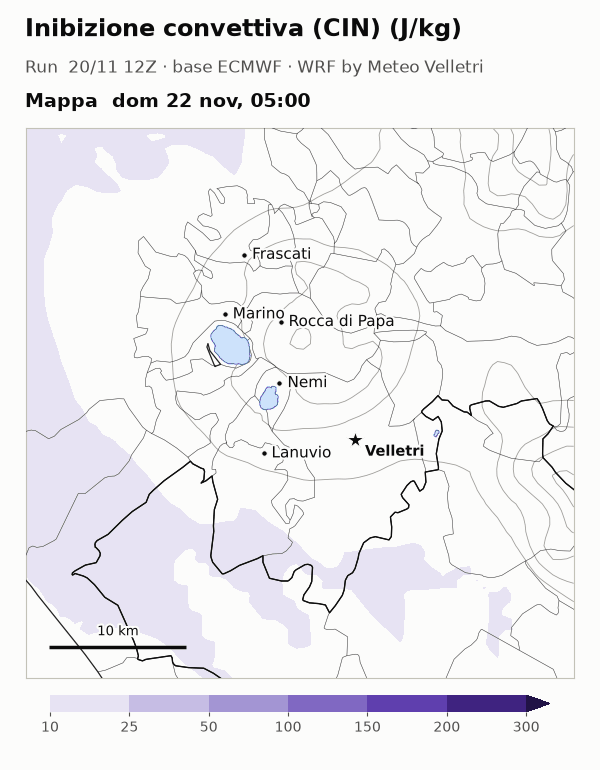 Inibizione convettiva (CIN) (J/kg)
Run  20/11 12Z · base ECMWF · WRF by Meteo Velletri
Mappa  dom 22 nov, 05:00
Frascati
Marino
Rocca di Papa
Nemi
Velletri
Lanuvio
10 km
10 25 50 100 150 200 300